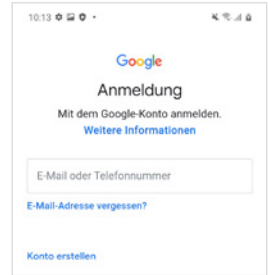 10:13
Google
Anmeldung
Mit dem Google-Konto anmelden.
Weitere Informationen
E-Mail oder Telefonnummer
E-Mail-Adresse vergessen?
Konto erstellen